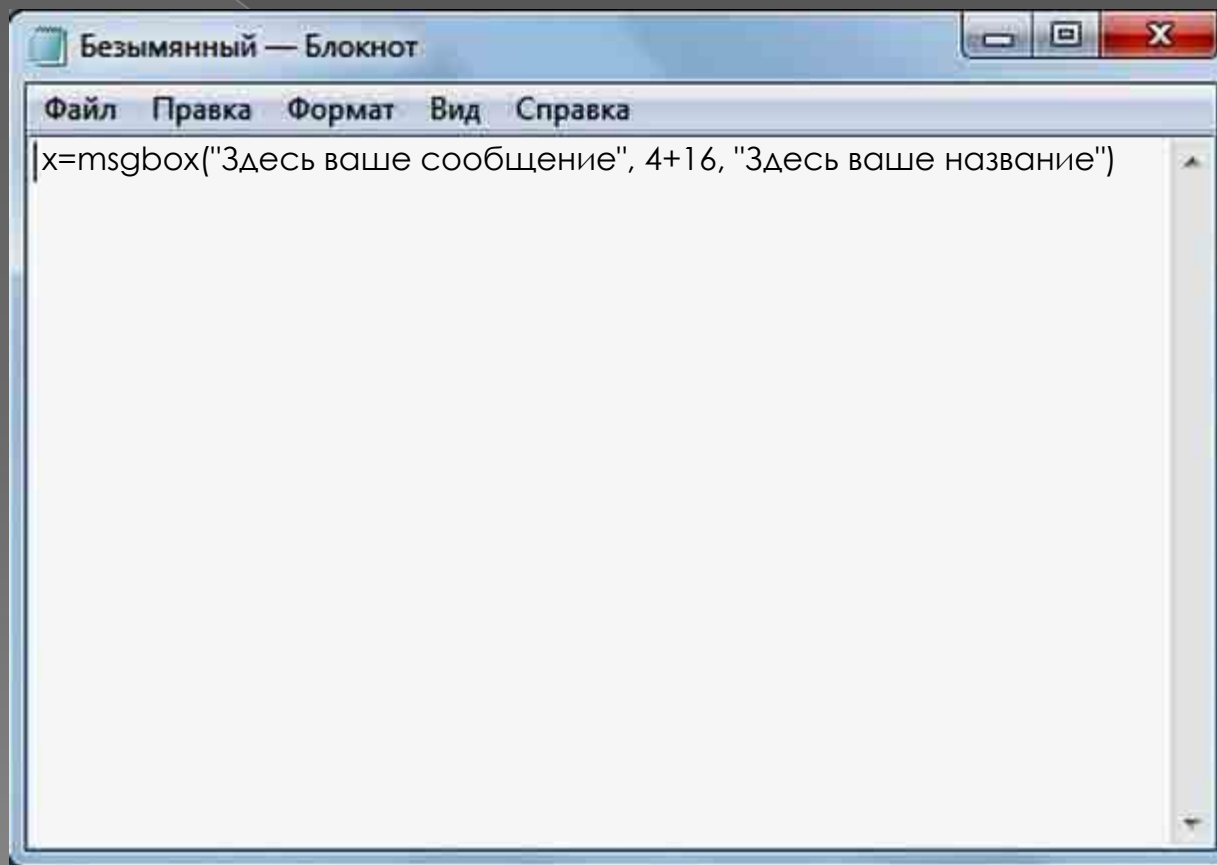 Безымянный — Блокнот
Файл Правка Формат Вид Справка
x=msgbox("Здесь ваше сообщение", 4+16, "Здесь ваше название")